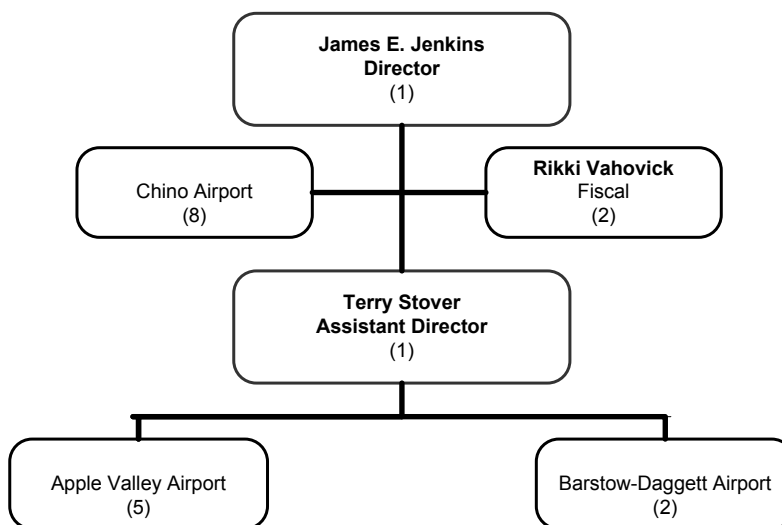 James E. Jenkins
Director
(1)
Chino Airport
(8)
Rikki Vahovick
Fiscal
(2)
Terry Stover
Assistant Director
(1)
Apple Valley Airport
(5)
Barstow-Daggett Airport
(2)